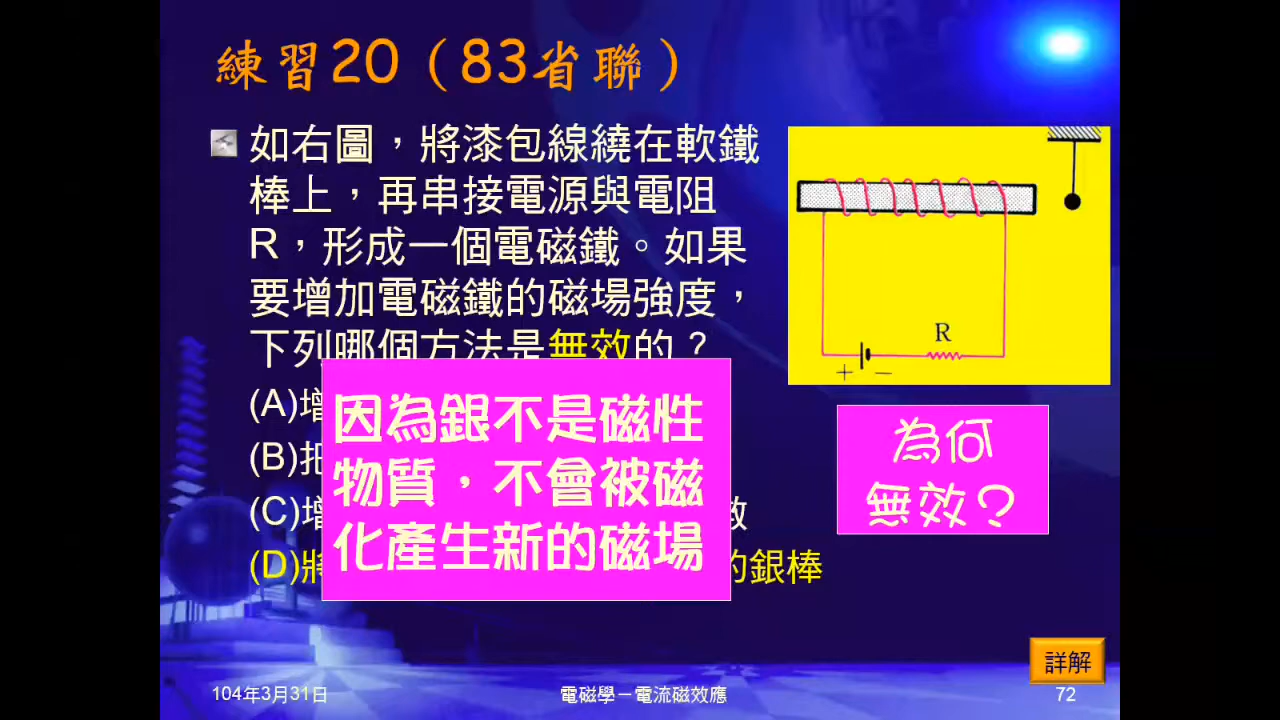 練習20（83省聯）
如右圖，將漆包線繞在軟鐵
棒上，再串接電源與電阻
R，形成一個電磁鐵。如果
要增加電磁鐵的磁場強度，
下列哪個方法是無效的？
(A)增
(B)把
(C)增
(D)將
的銀棒
因為銀不是磁性
物質，不會被磁
化產生新的磁場
R
+ －
為何
無效？
詳解
104年3月31日
電磁學－電流磁效應
72